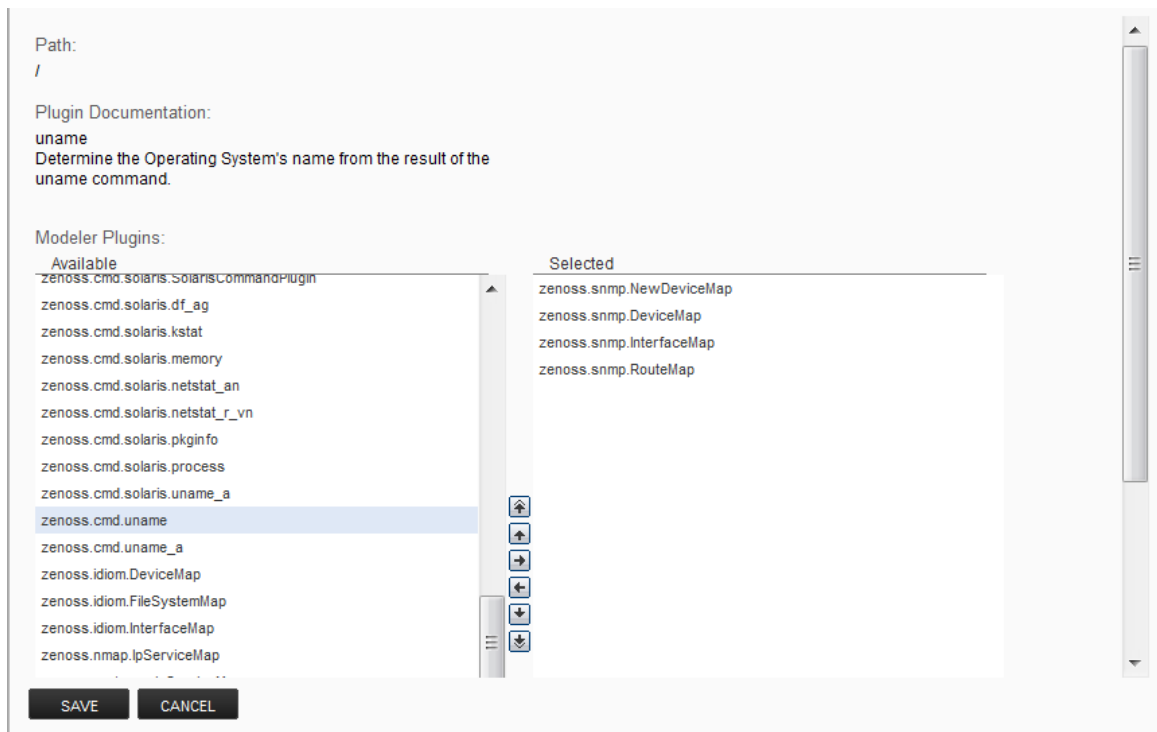 Path:
/
Plugin Documentation:
uname
Determine the Operating System's name from the result of the
uname command.
Modeler Plugins:
Available
zenoss.cmd.solaris.SolarisCommandPlugin
zenoss.cmd.solaris.df_ag
zenoss.cmd.solaris.kstat
zenoss.cmd.solaris.memory
zenoss.cmd.solaris.netstat_an
zenoss.cmd.solaris.netstat_r_vn
zenoss.cmd.solaris.pkginfo
zenoss.cmd.solaris.process
zenoss.cmd.solaris.uname_a
zenoss.cmd.uname
zenoss.cmd.uname_a
zenoss.idiom.DeviceMap
zenoss.idiom.FileSystemMap
zenoss.idiom.InterfaceMap
zenoss.nmap.IpServiceMap
Selected
zenoss.snmp.NewDeviceMap
zenoss.snmp.DeviceMap
zenoss.snmp.InterfaceMap
zenoss.snmp.RouteMap
SAVE
CANCEL